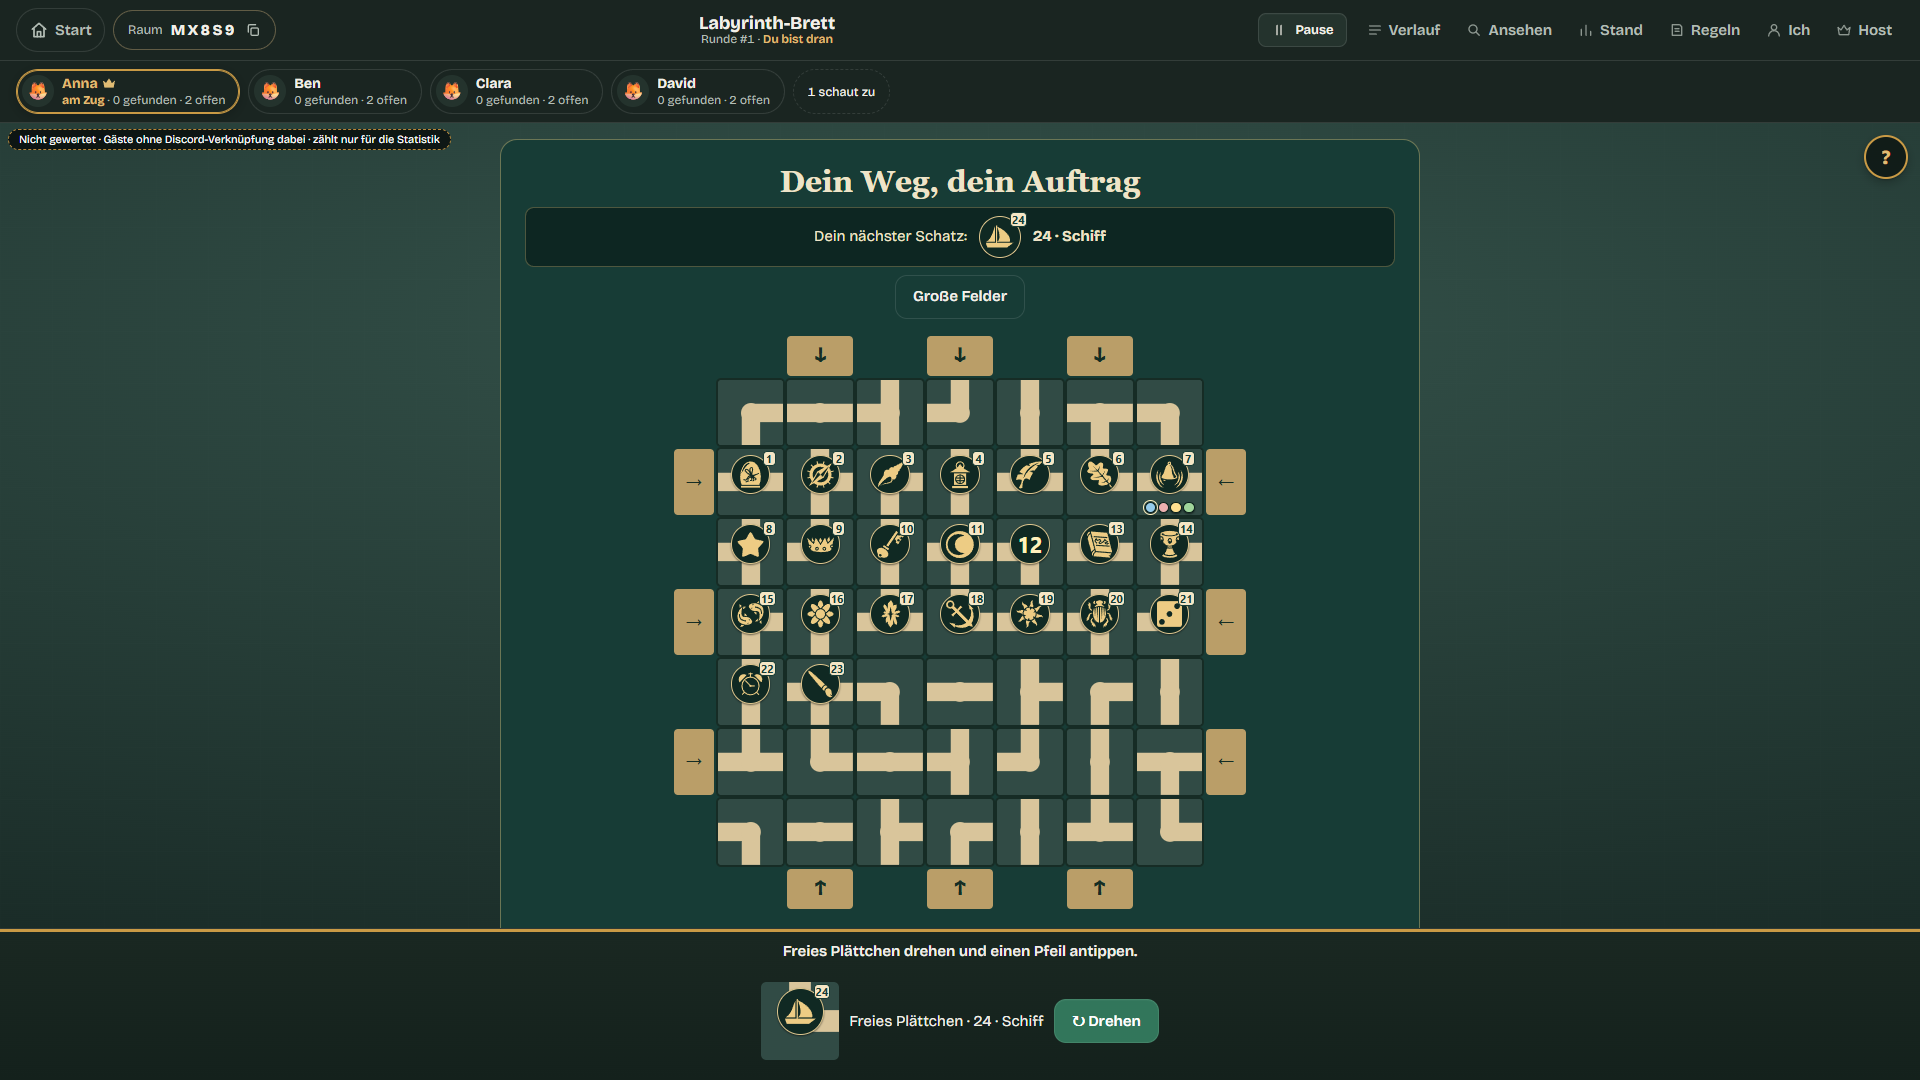 Start
Raum MX8S9
Labyrinth-Brett
Runde #1 · Du bist dran
Pause
Verlauf
Ansehen
Stand
Regeln
Ich
Host
Anna
am Zug · 0 gefunden · 2 offen
Ben
0 gefunden · 2 offen
Clara
0 gefunden · 2 offen
David
0 gefunden · 2 offen
1 schaut zu
Nicht gewertet · Gäste ohne Discord-Verknüpfung dabei · zählt nur für die Statistik
?
Dein Weg, dein Auftrag
Dein nächster Schatz: 24 24 · Schiff
Große Felder
↓ ↓ ↓
→ 1 2 3 4 5 6 7 ←
8 9 10 11 12 13 14
→ 15 16 17 18 19 20 21 ←
22 23
→ ←
↑ ↑ ↑
Freies Plättchen drehen und einen Pfeil antippen.
24
Freies Plättchen · 24 · Schiff
↻ Drehen